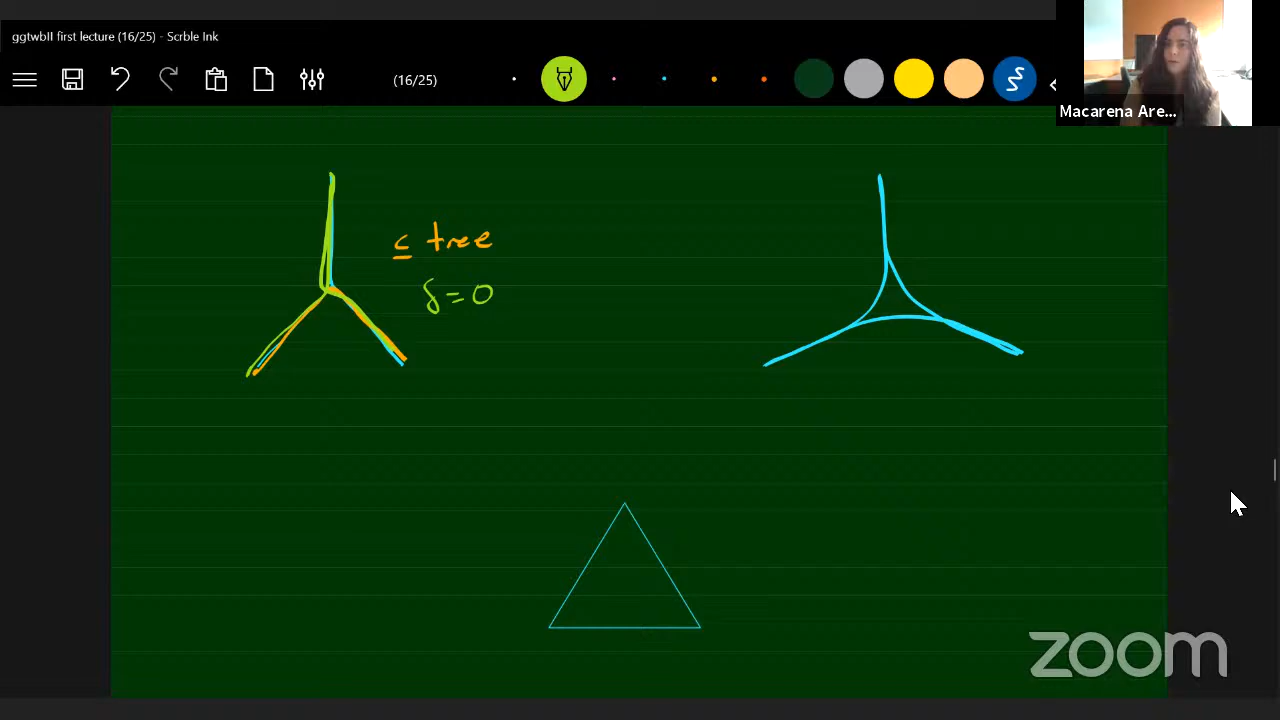 ggtwbII first lecture (16/25) - Scrble Ink
(16/25)
Macarena Are...
⊆ tree
δ = 0
zoom